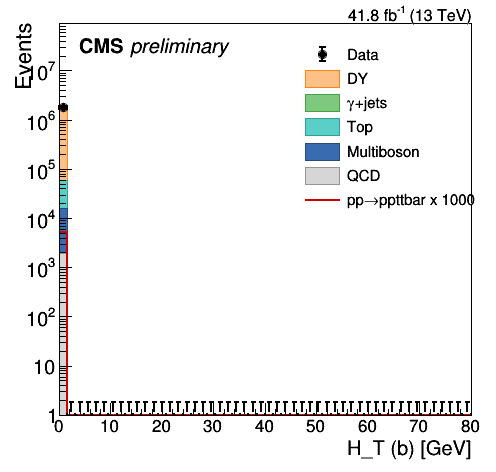 41.8 fb⁻¹ (13 TeV)
CMS preliminary
Events
Data
DY
γ+jets
Top
Multiboson
QCD
pp→ppttbar x 1000
10⁷
10⁶
10⁵
10⁴
10³
10²
10
1
0 10 20 30 40 50 60 70 80
H_T (b) [GeV]